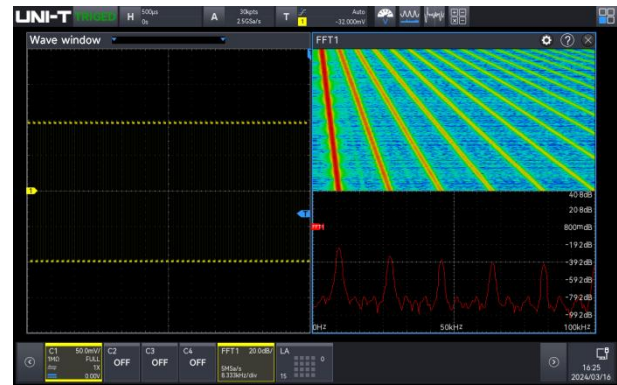 UNI-T TRIGED H 500μs 0s A 30kpts 2.5GSa/s T 1 Auto -32.000mV
Wave window
FFT1
1
T
FFT1
40.8dB
20.8dB
800mdB
-19.2dB
-39.2dB
-59.2dB
-79.2dB
-99.2dB
0HZ 50kHZ 100kHZ
C1 50.0mV/
1MΩ FULL
1X
0.00V
C2
OFF
C3
OFF
C4
OFF
FFT1 20.0dB/
5MSa/s
8.333kHz/div
LA
0
15
16:25
2024/03/16